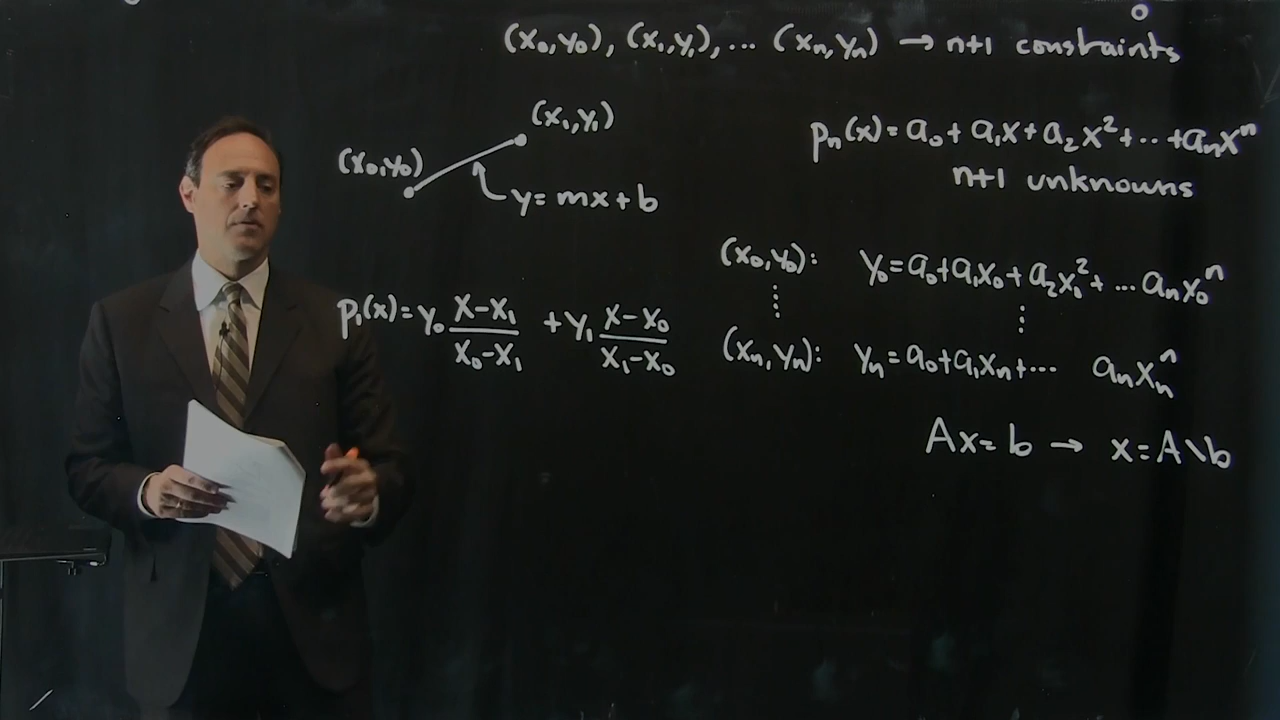 (x₀,y₀), (x₁,y₁), ... (xₙ,yₙ) → n+1 constraints
(x₁,y₁)
(x₀,y₀)
y=mx+b
pₙ(x)=a₀+a₁x+a₂x²+...+aₙxⁿ
n+1 unknowns
(x₀,y₀): y₀=a₀+a₁x₀+a₂x₀²+...aₙx₀ⁿ
p₁(x)=y₀ (x-x₁)/(x₀-x₁) +y₁ (x-x₀)/(x₁-x₀)
(xₙ,yₙ): yₙ=a₀+a₁xₙ+... aₙxₙⁿ
Ax=b → x=A\b